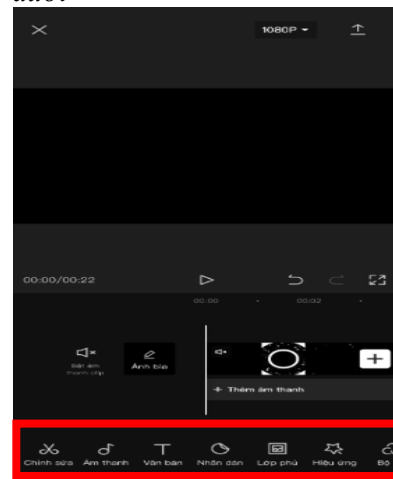 1080P
00:00/00:22
00:00 00:02
Bật âm
thanh clip
Ảnh bìa
+ Thêm âm thanh
Chỉnh sửa Âm thanh Văn bản Nhãn dán Lớp phủ Hiệu ứng Bộ